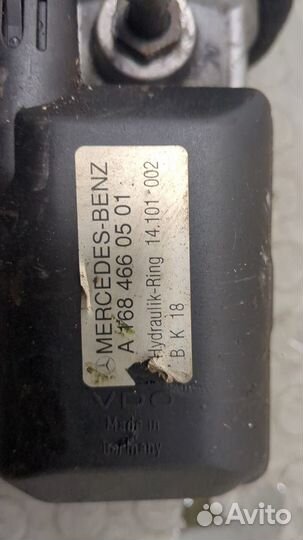 MERCEDES-BENZ
A 168 466 05 01
Hydraulik-Ring 14.101 002
B K 18
VDO
Made in
Germany
Avito